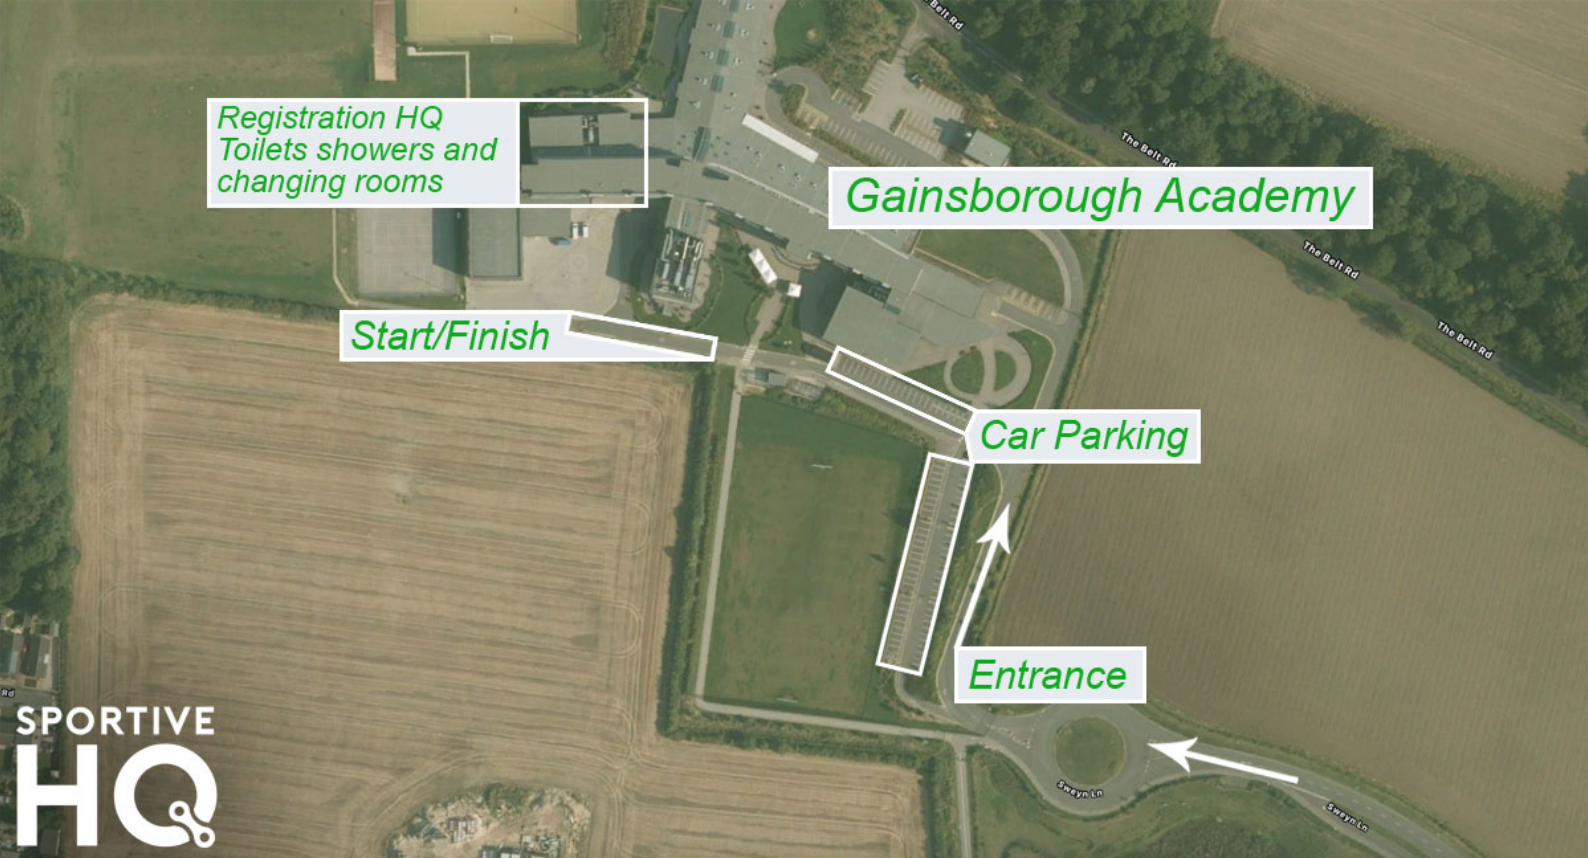 Belt Rd
Registration HQ
Toilets showers and
changing rooms
The Belt Rd
Gainsborough Academy
The Belt Rd
Start/Finish
The Belt Rd
Car Parking
Entrance
Rd
SPORTIVE
HQ
Sweyn Ln
Sweyn Ln